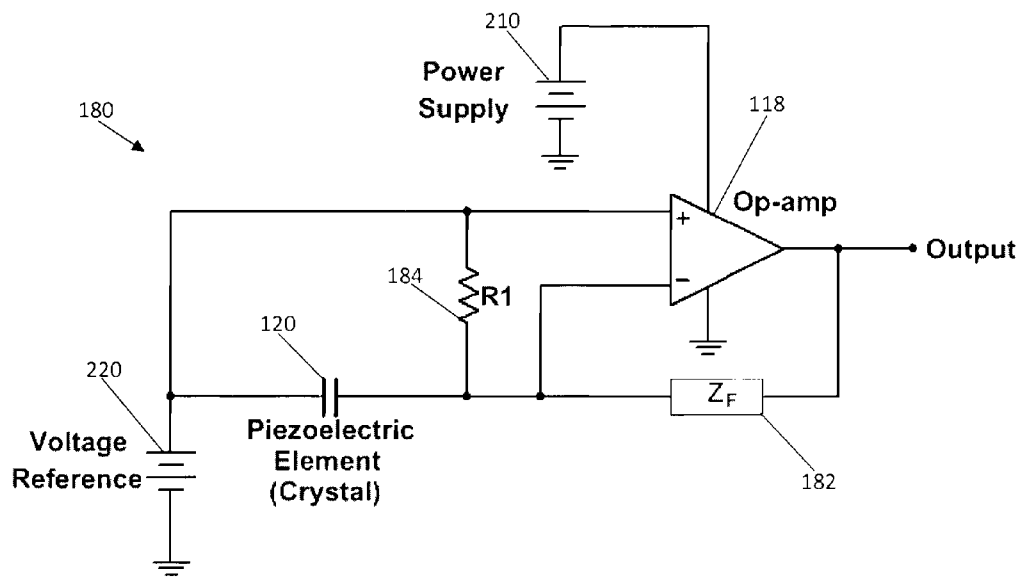 210
Power
Supply
118
180
Op-amp
+
Output
−
184
R1
120
220
Z_F
Piezoelectric
Element
(Crystal)
Voltage
Reference
182